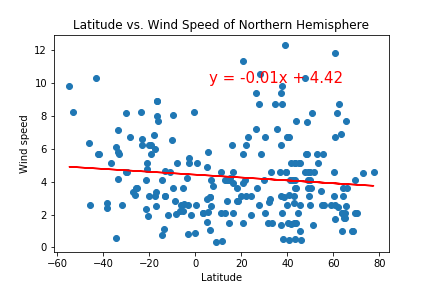 Latitude vs. Wind Speed of Northern Hemisphere
12
10
8
6
4
2
0
Wind speed
y = -0.01x + 4.42
−60 −40 −20 0 20 40 60 80
Latitude